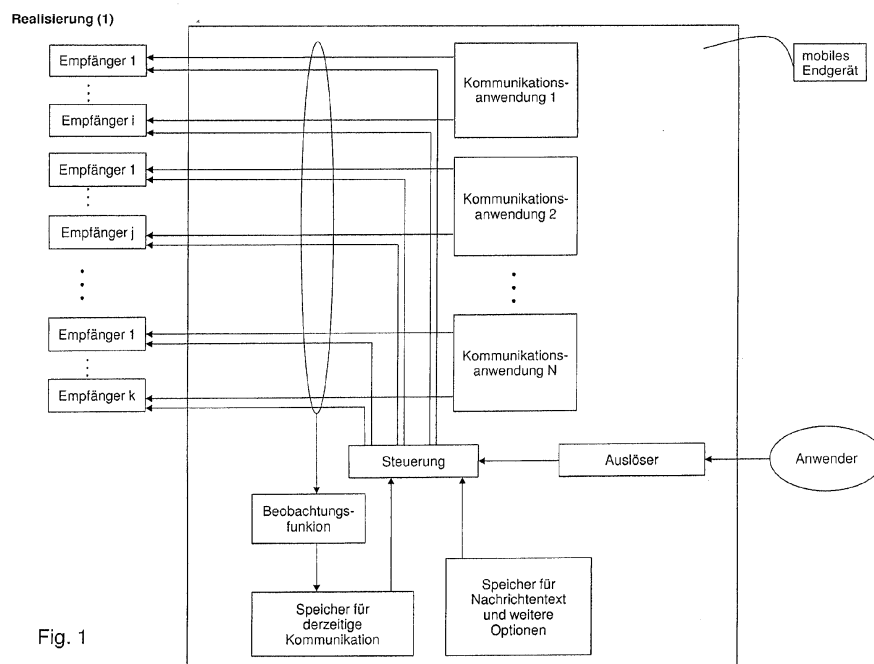 Realisierung (1)
Empfänger 1
Empfänger i
Empfänger 1
Empfänger j
Empfänger 1
Empfänger k
Kommunikations-
anwendung 1
Kommunikations-
anwendung 2
Kommunikations-
anwendung N
mobiles
Endgerät
Steuerung
Auslöser
Anwender
Beobachtungs-
funkion
Speicher für
derzeitige
Kommunikation
Speicher für
Nachrichtentext
und weitere
Optionen
Fig. 1